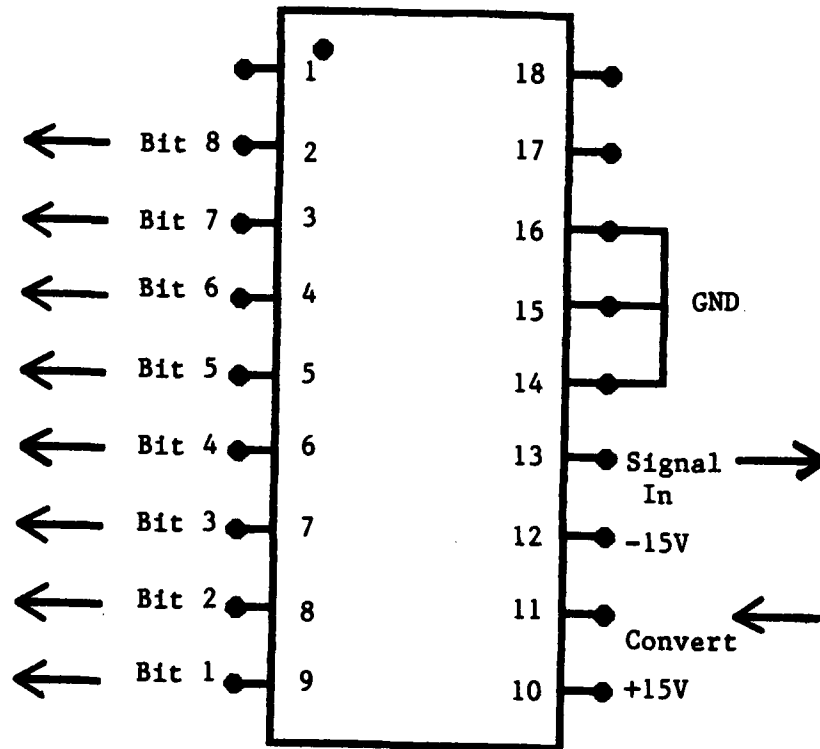 1
18
Bit 8
2
17
Bit 7
3
16
Bit 6
4
15
GND
Bit 5
5
14
Bit 4
6
13
Signal
In
Bit 3
7
12
-15V
Bit 2
8
11
Convert
Bit 1
9
10
+15V